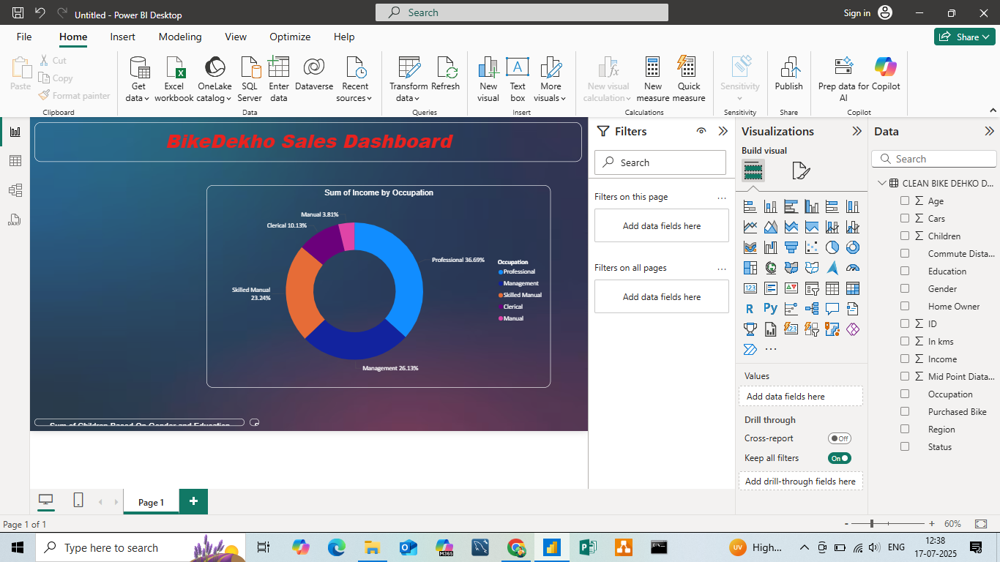 Untitled - Power BI Desktop
Search
Sign in
File
Home
Insert
Modeling
View
Optimize
Help
Share
Paste
Cut
Copy
Format painter
Clipboard
Get data
Excel workbook
OneLake catalog
SQL Server
Enter data
Dataverse
Recent sources
Data
Transform data
Refresh
Queries
New visual
Text box
More visuals
Insert
New visual calculation
New measure
Quick measure
Calculations
Sensitivity
Sensitivity
Publish
Share
Prep data for AI
Copilot
Copilot
BikeDekho Sales Dashboard
Sum of Income by Occupation
Manual 3.81%
Clerical 10.13%
Professional 36.69%
Skilled Manual
23.24%
Management 26.13%
Occupation
Professional
Management
Skilled Manual
Clerical
Manual
Sum of Children Based On Gender and Education
Filters
Search
Filters on this page
...
Add data fields here
Filters on all pages
...
Add data fields here
Visualizations
Build visual
123
R
Py
123
...
Values
Add data fields here
Drill through
Cross-report
Off
Keep all filters
On
Add drill-through fields here
Data
Search
CLEAN BIKE DEHKO D...
Age
Cars
Children
Commute Dista...
Education
Gender
Home Owner
ID
In kms
Income
Mid Point Diata...
Occupation
Purchased Bike
Region
Status
Page 1
+
Page 1 of 1
- + 60%
Type here to search
M365
UV
High...
ENG
12:38
17-07-2025